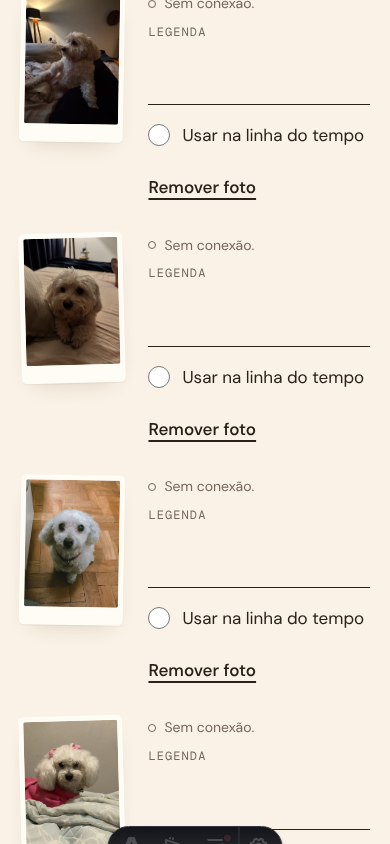 Sem conexão.
LEGENDA
Usar na linha do tempo
Remover foto
Sem conexão.
LEGENDA
Usar na linha do tempo
Remover foto
Sem conexão.
LEGENDA
Usar na linha do tempo
Remover foto
Sem conexão.
LEGENDA